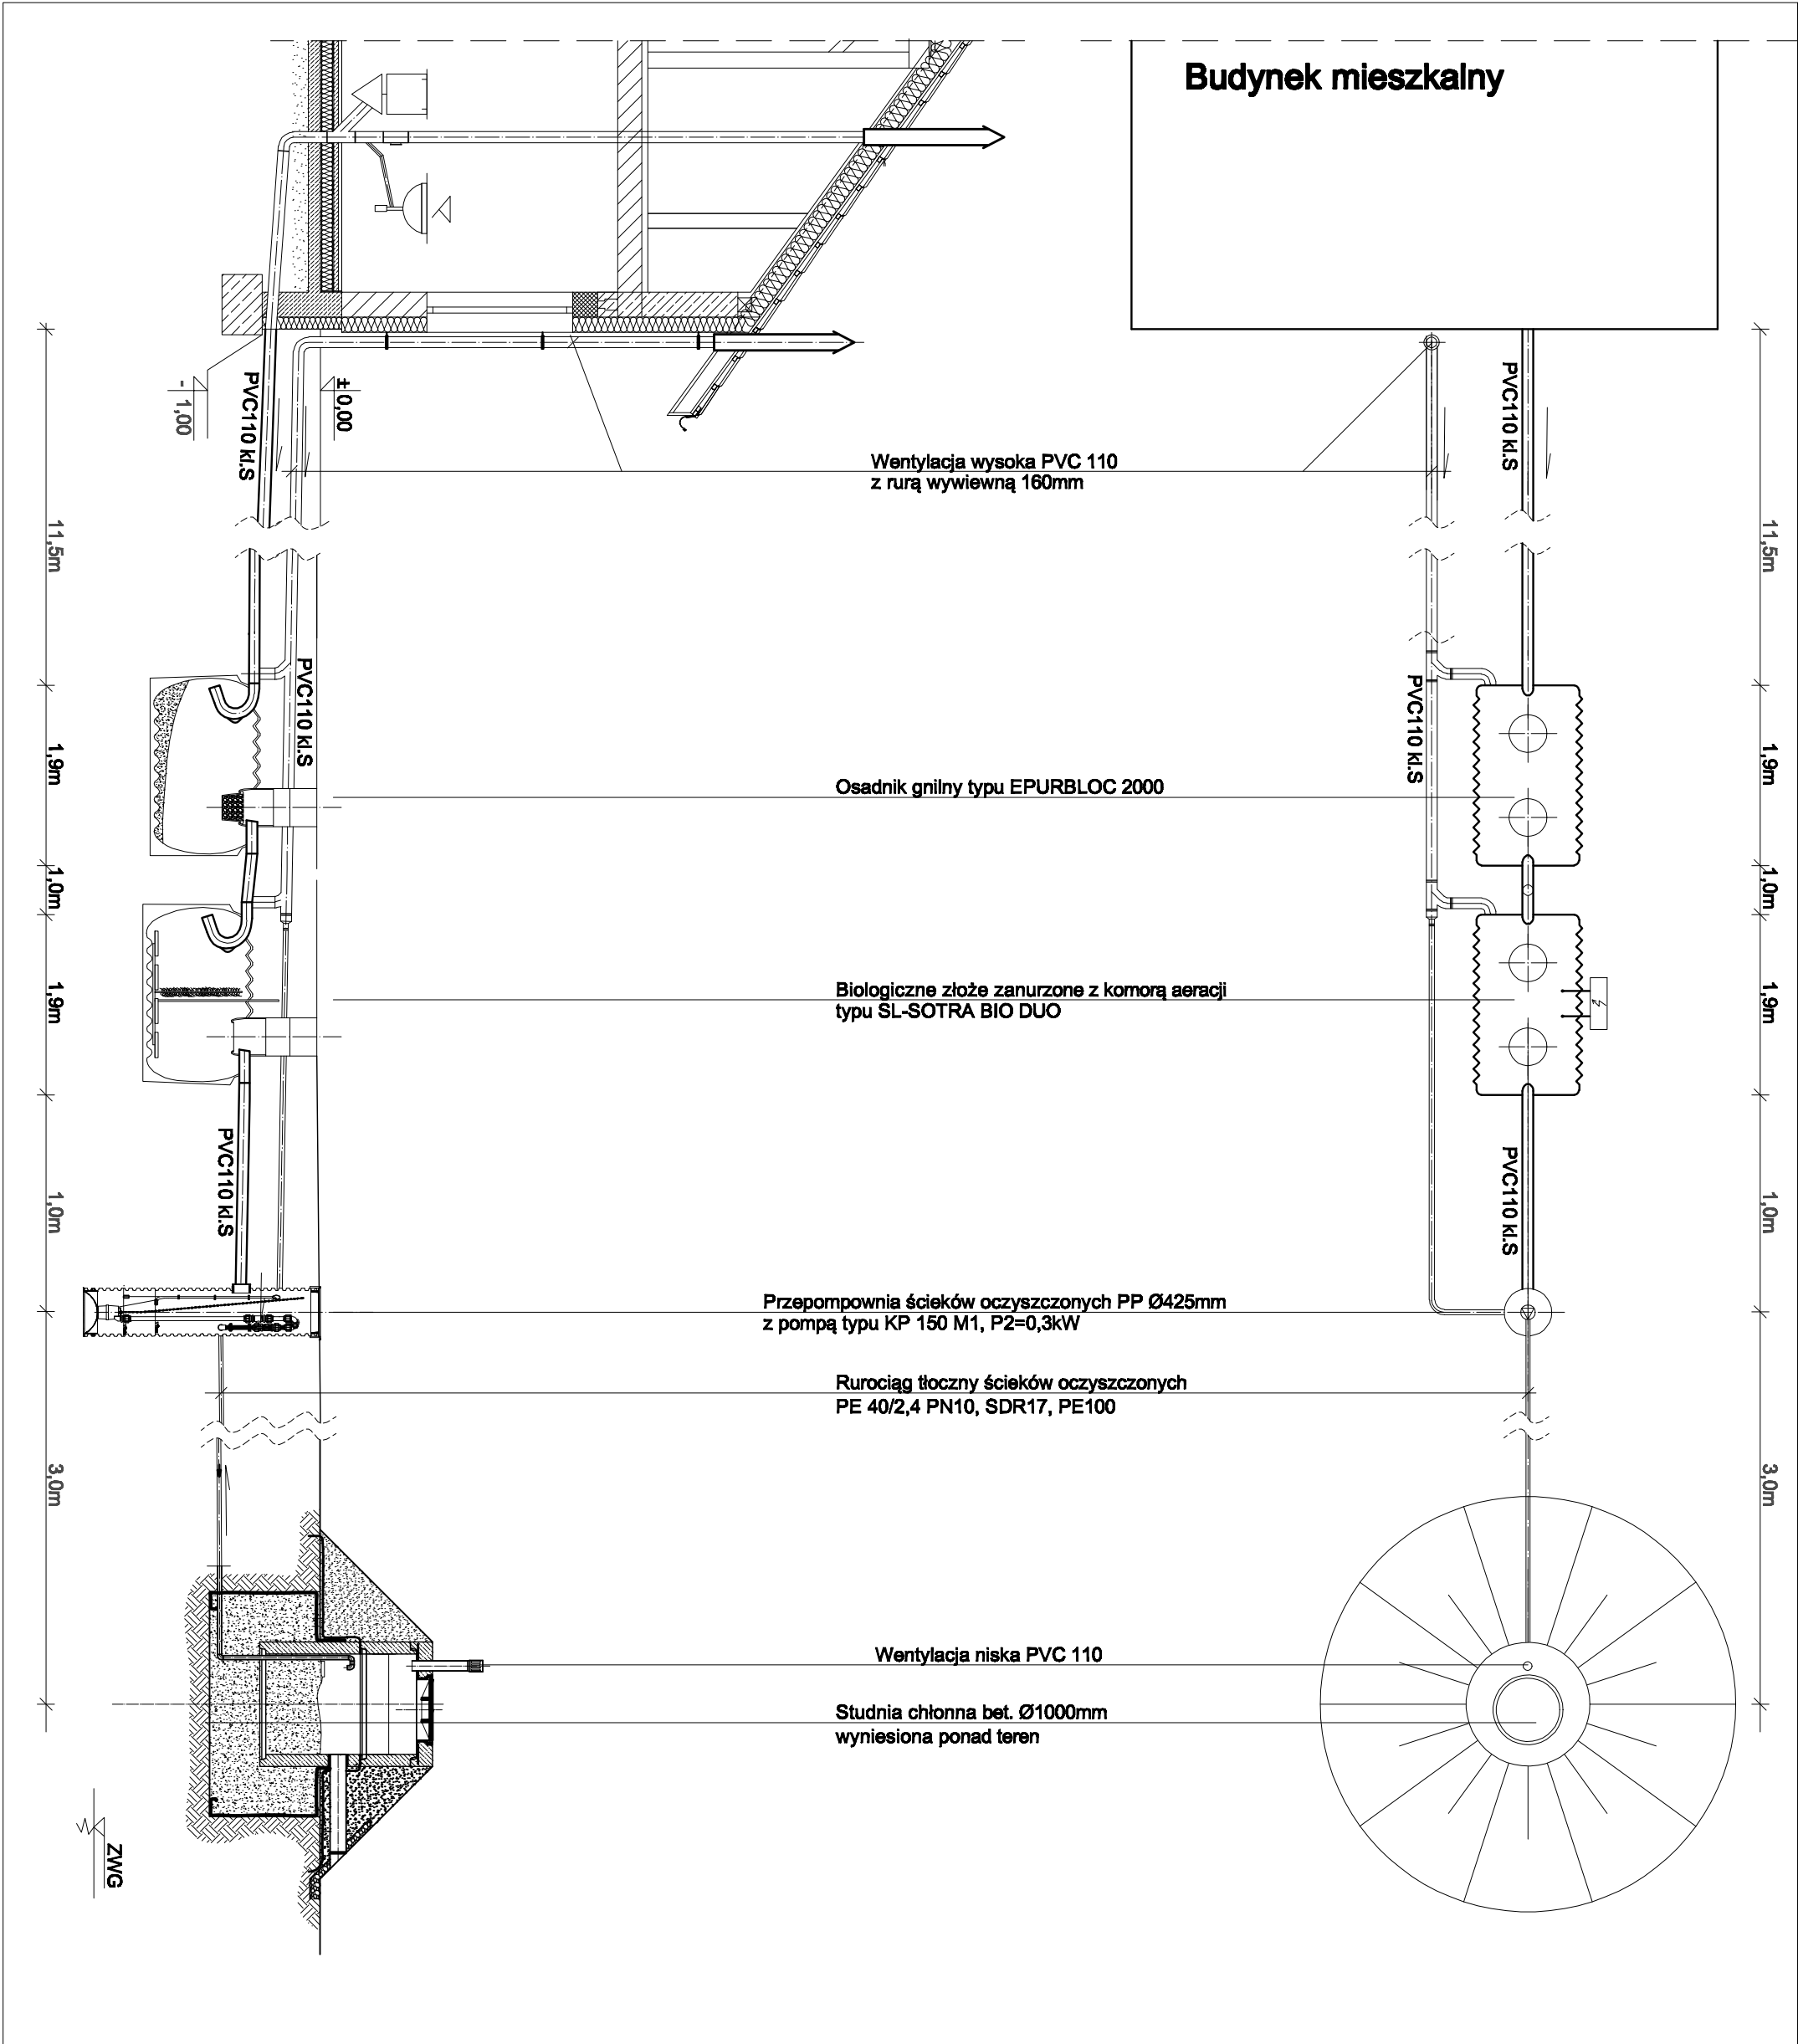 Budynek mieszkalny
± 0,00
- 1,00
PVC110 kl.S
PVC110 kl.S
Wentylacja wysoka PVC 110
z rurą wywiewną 160mm
11,5m
11,5m
PVC110 kl.S
PVC110 kl.S
1,9m
Osadnik gnilny typu EPURBLOC 2000
1,9m
1,0m
1,0m
1,9m
Biologiczne złoże zanurzone z komorą aeracji
typu SL-SOTRA BIO DUO
1,9m
PVC110 kl.S
PVC110 kl.S
1,0m
1,0m
Przepompownia ścieków oczyszczonych PP Ø425mm
z pompą typu KP 150 M1, P2=0,3kW
Rurociąg tłoczny ścieków oczyszczonych
PE 40/2,4 PN10, SDR17, PE100
3,0m
3,0m
Wentylacja niska PVC 110
Studnia chłonna bet. Ø1000mm
wyniesiona ponad teren
ZWG